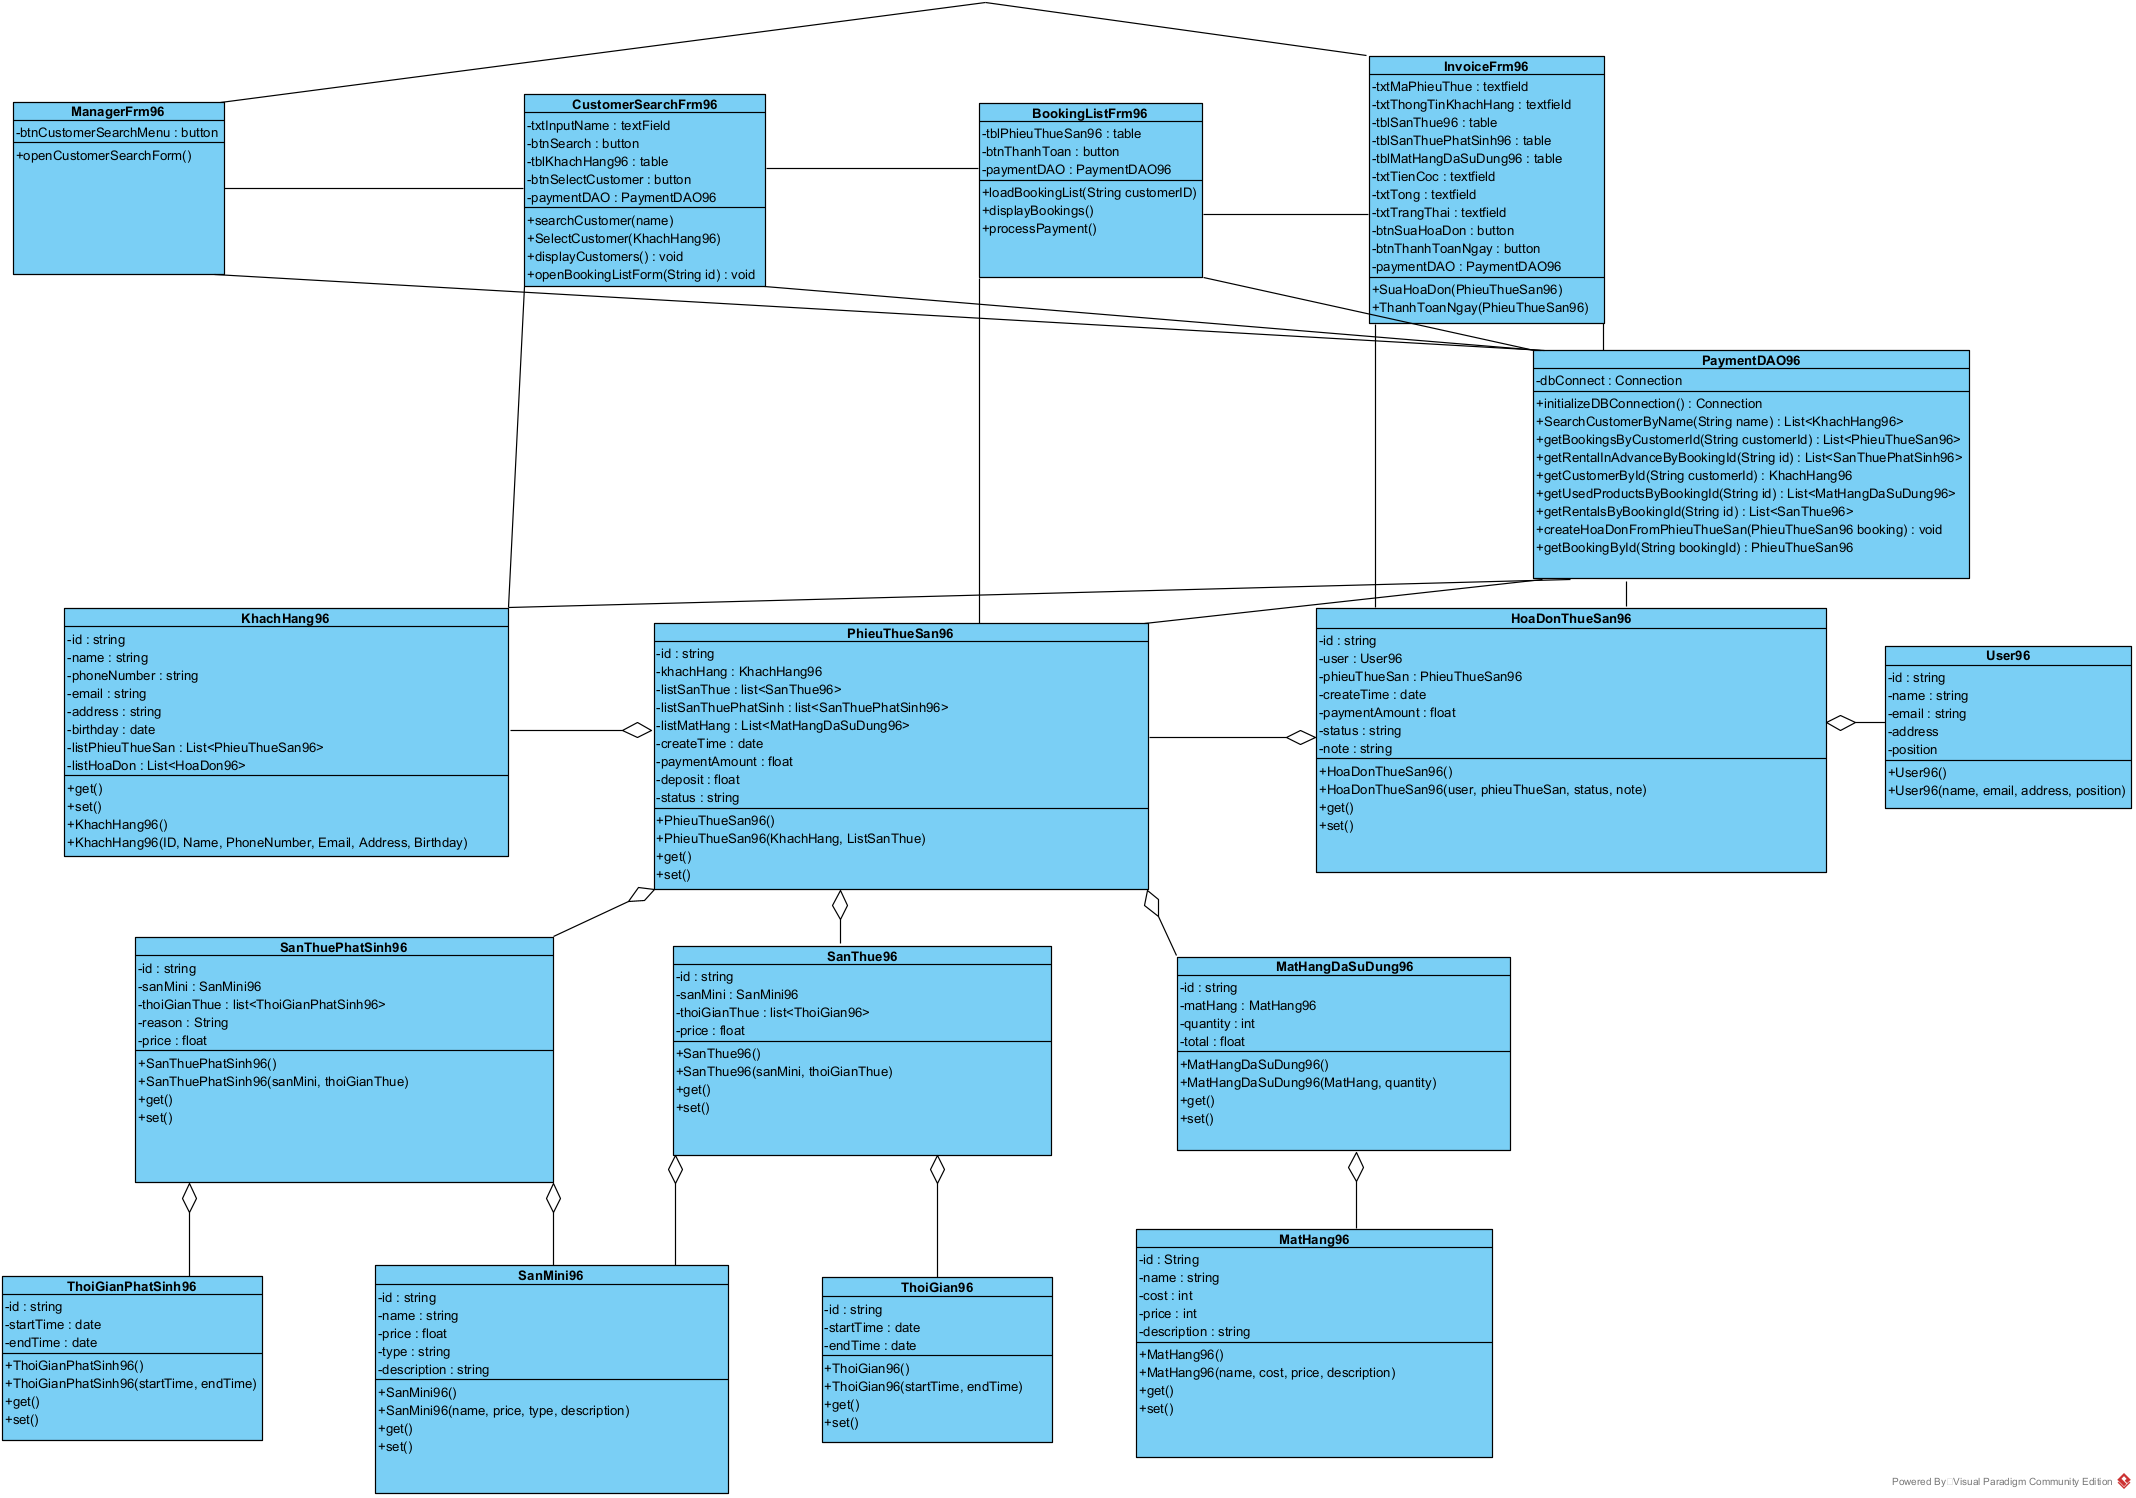 ManagerFrm96
-btnCustomerSearchMenu : button
+openCustomerSearchForm()
CustomerSearchFrm96
-txtInputName : textField
-btnSearch : button
-tblKhachHang96 : table
-btnSelectCustomer : button
-paymentDAO : PaymentDAO96
+searchCustomer(name)
+SelectCustomer(KhachHang96)
+displayCustomers() : void
+openBookingListForm(String id) : void
BookingListFrm96
-tblPhieuThueSan96 : table
-btnThanhToan : button
-paymentDAO : PaymentDAO96
+loadBookingList(String customerID)
+displayBookings()
+processPayment()
InvoiceFrm96
-txtMaPhieuThue : textfield
-txtThongTinKhachHang : textfield
-tblSanThue96 : table
-tblSanThuePhatSinh96 : table
-tblMatHangDaSuDung96 : table
-txtTienCoc : textfield
-txtTong : textfield
-txtTrangThai : textfield
-btnSuaHoaDon : button
-btnThanhToanNgay : button
-paymentDAO : PaymentDAO96
+SuaHoaDon(PhieuThueSan96)
+ThanhToanNgay(PhieuThueSan96)
PaymentDAO96
-dbConnect : Connection
+initializeDBConnection() : Connection
+SearchCustomerByName(String name) : List<KhachHang96>
+getBookingsByCustomerId(String customerId) : List<PhieuThueSan96>
+getRentalInAdvanceByBookingId(String id) : List<SanThuePhatSinh96>
+getCustomerById(String customerId) : KhachHang96
+getUsedProductsByBookingId(String id) : List<MatHangDaSuDung96>
+getRentalsByBookingId(String id) : List<SanThue96>
+createHoaDonFromPhieuThueSan(PhieuThueSan96 booking) : void
+getBookingById(String bookingId) : PhieuThueSan96
KhachHang96
-id : string
-name : string
-phoneNumber : string
-email : string
-address : string
-birthday : date
-listPhieuThueSan : List<PhieuThueSan96>
-listHoaDon : List<HoaDon96>
+get()
+set()
+KhachHang96()
+KhachHang96(ID, Name, PhoneNumber, Email, Address, Birthday)
PhieuThueSan96
-id : string
-khachHang : KhachHang96
-listSanThue : list<SanThue96>
-listSanThuePhatSinh : list<SanThuePhatSinh96>
-listMatHang : List<MatHangDaSuDung96>
-createTime : date
-paymentAmount : float
-deposit : float
-status : string
+PhieuThueSan96()
+PhieuThueSan96(KhachHang, ListSanThue)
+get()
+set()
HoaDonThueSan96
-id : string
-user : User96
-phieuThueSan : PhieuThueSan96
-createTime : date
-paymentAmount : float
-status : string
-note : string
+HoaDonThueSan96()
+HoaDonThueSan96(user, phieuThueSan, status, note)
+get()
+set()
User96
-id : string
-name : string
-email : string
-address
-position
+User96()
+User96(name, email, address, position)
SanThuePhatSinh96
-id : string
-sanMini : SanMini96
-thoiGianThue : list<ThoiGianPhatSinh96>
-reason : String
-price : float
+SanThuePhatSinh96()
+SanThuePhatSinh96(sanMini, thoiGianThue)
+get()
+set()
SanThue96
-id : string
-sanMini : SanMini96
-thoiGianThue : list<ThoiGian96>
-price : float
+SanThue96()
+SanThue96(sanMini, thoiGianThue)
+get()
+set()
MatHangDaSuDung96
-id : string
-matHang : MatHang96
-quantity : int
-total : float
+MatHangDaSuDung96()
+MatHangDaSuDung96(MatHang, quantity)
+get()
+set()
ThoiGianPhatSinh96
-id : string
-startTime : date
-endTime : date
+ThoiGianPhatSinh96()
+ThoiGianPhatSinh96(startTime, endTime)
+get()
+set()
SanMini96
-id : string
-name : string
-price : float
-type : string
-description : string
+SanMini96()
+SanMini96(name, price, type, description)
+get()
+set()
ThoiGian96
-id : string
-startTime : date
-endTime : date
+ThoiGian96()
+ThoiGian96(startTime, endTime)
+get()
+set()
MatHang96
-id : String
-name : string
-cost : int
-price : int
-description : string
+MatHang96()
+MatHang96(name, cost, price, description)
+get()
+set()
Powered By Visual Paradigm Community Edition